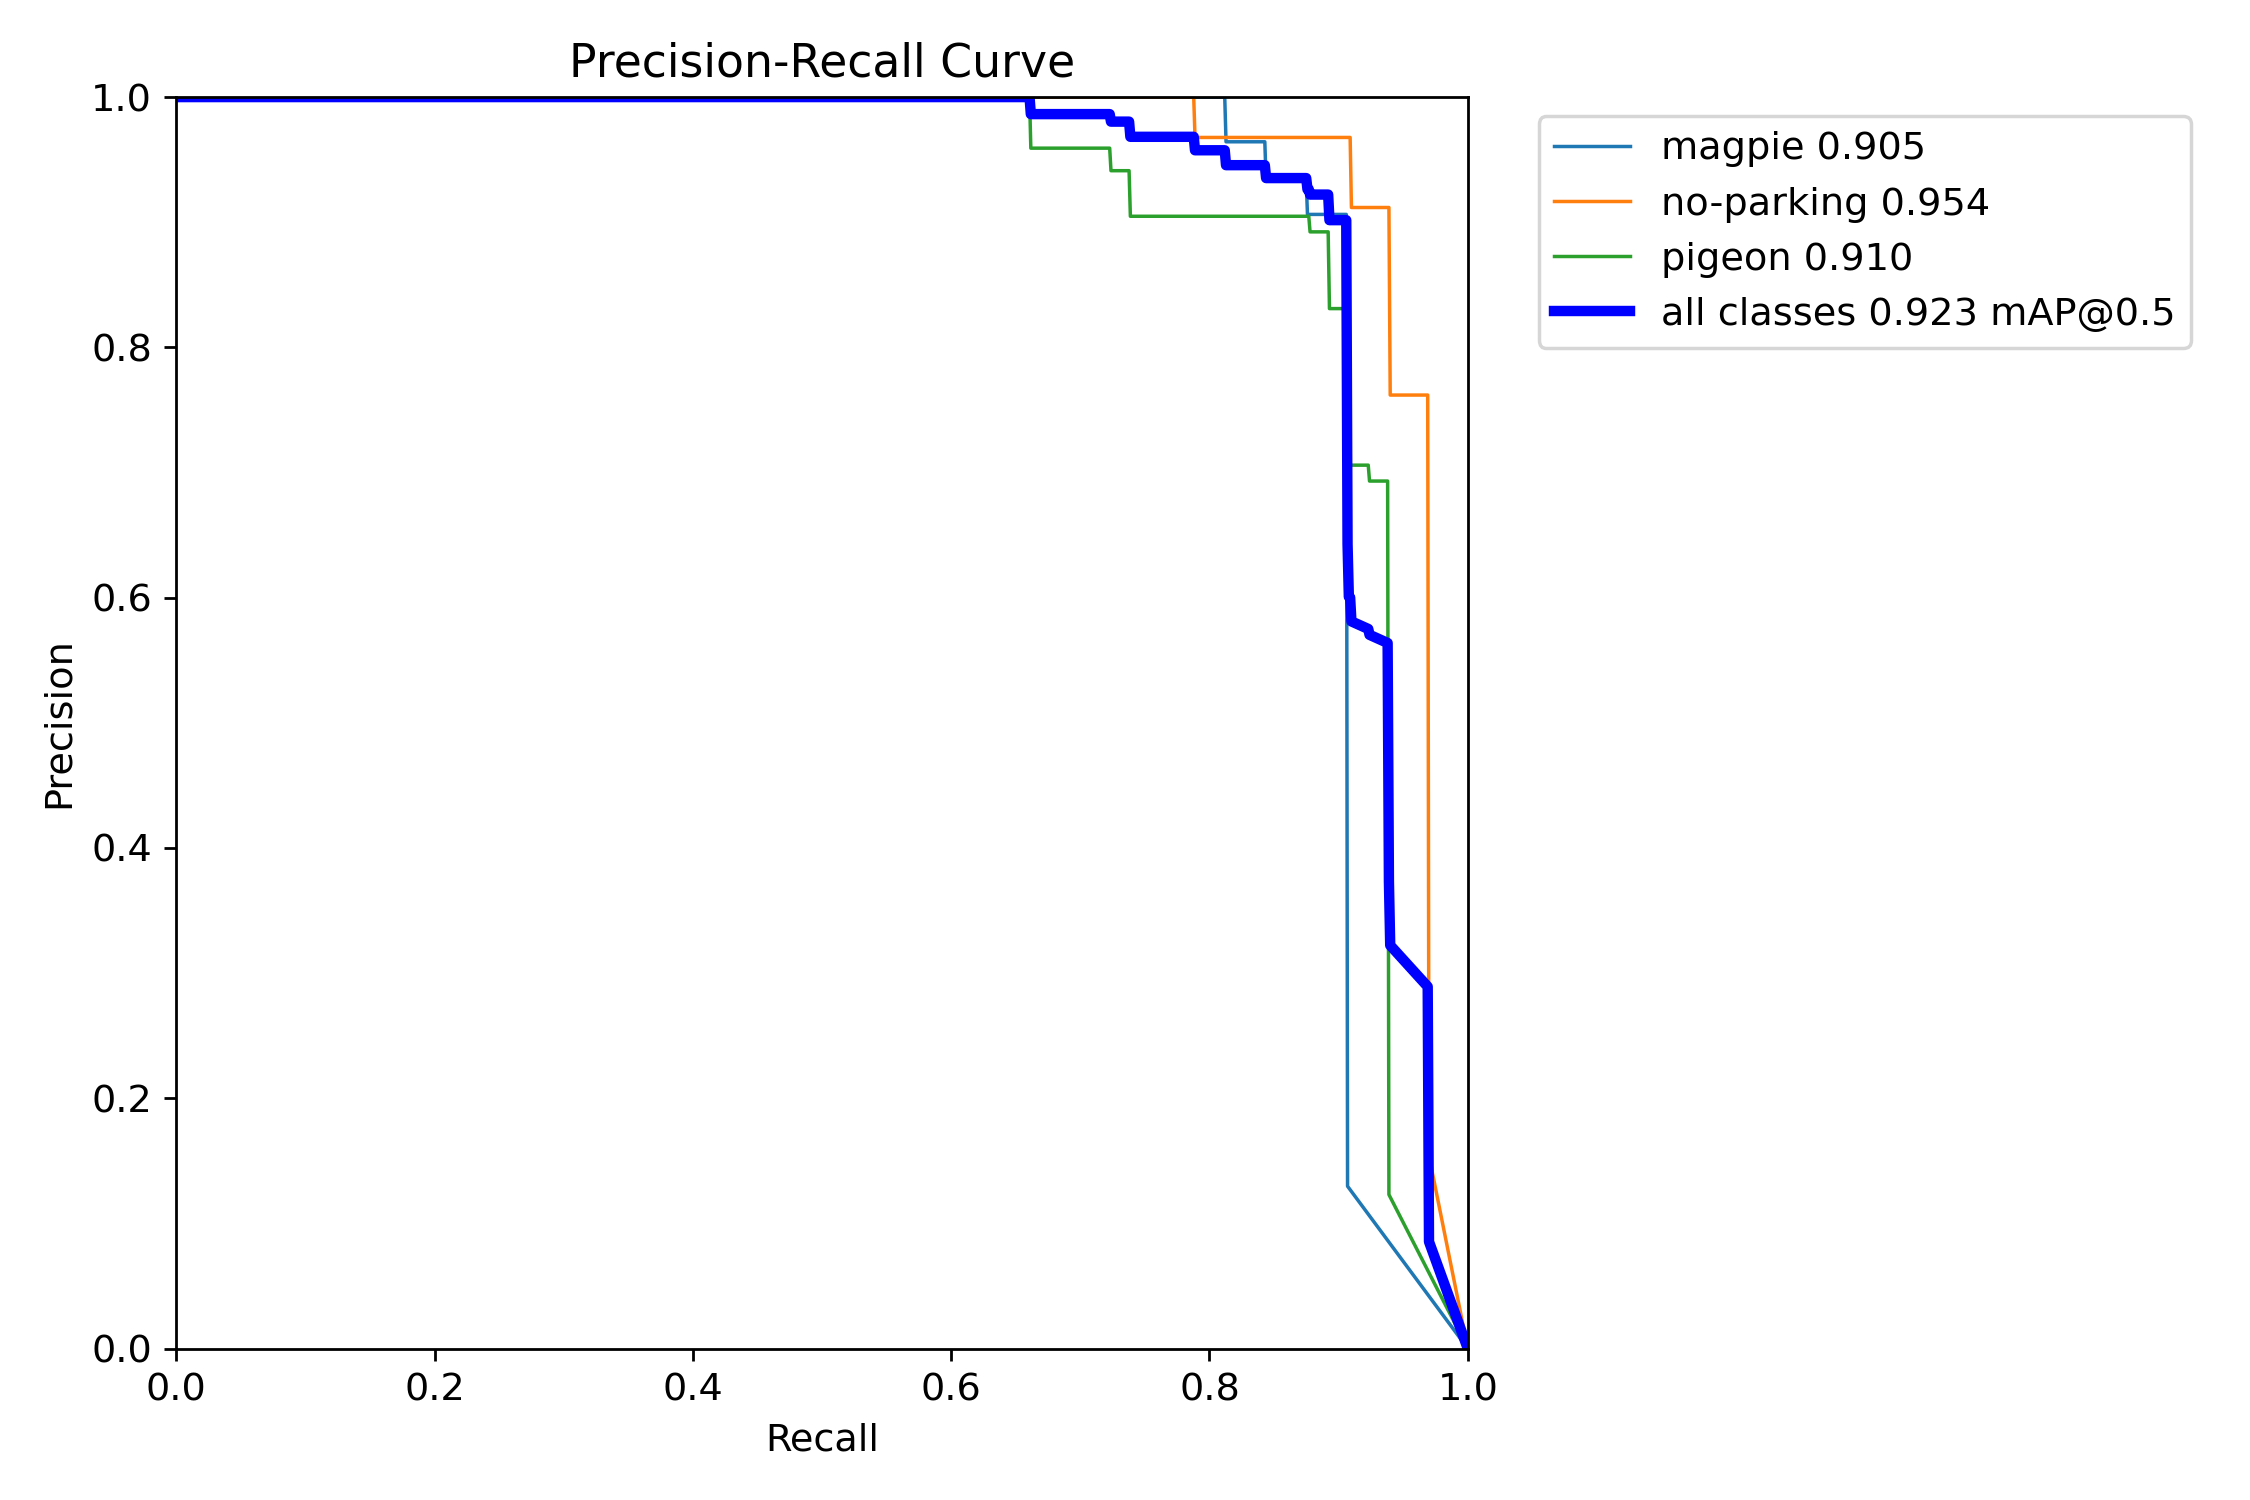 Precision-Recall Curve
1.0
0.8
0.6
0.4
0.2
0.0
Precision
0.0 0.2 0.4 0.6 0.8 1.0
Recall
magpie 0.905
no-parking 0.954
pigeon 0.910
all classes 0.923 mAP@0.5